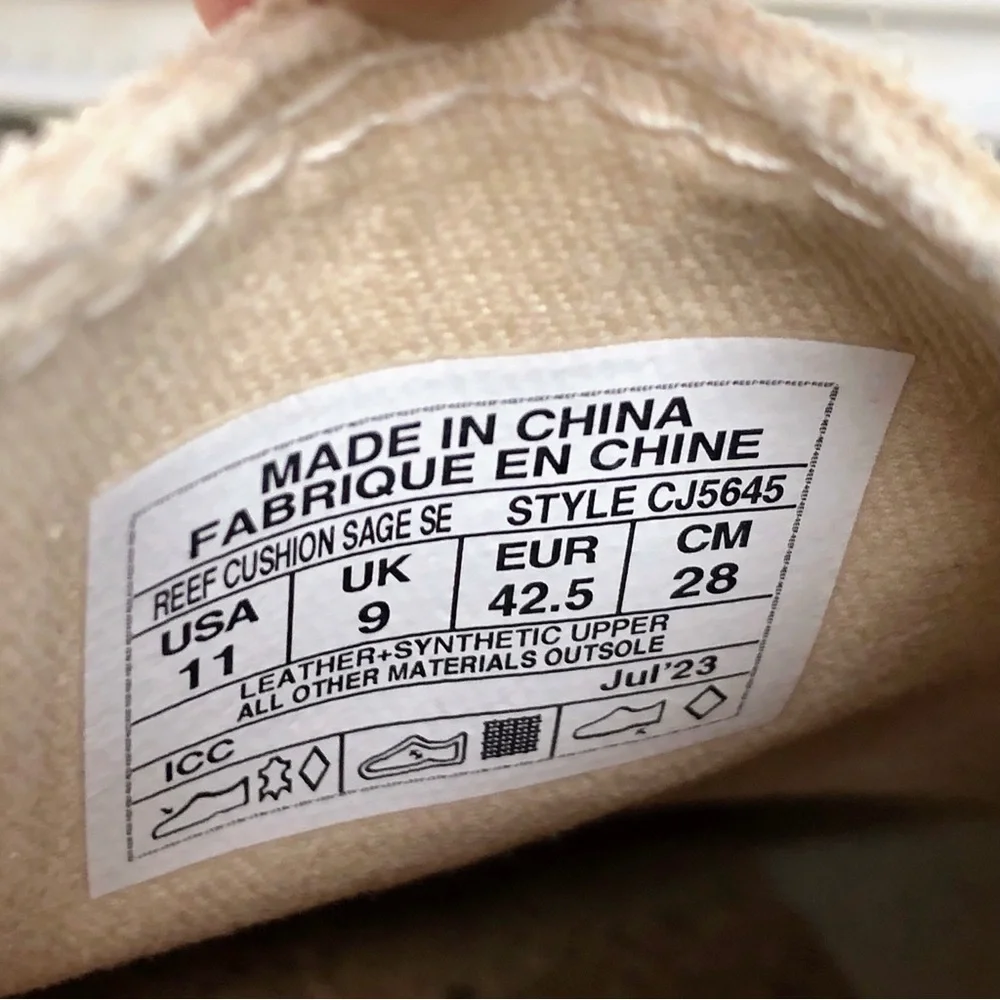 MADE IN CHINA
FABRIQUE EN CHINE
REEF CUSHION SAGE SE STYLE CJ5645
USA UK EUR CM
11 9 42.5 28
LEATHER+SYNTHETIC UPPER
ALL OTHER MATERIALS OUTSOLE
ICC Jul'23